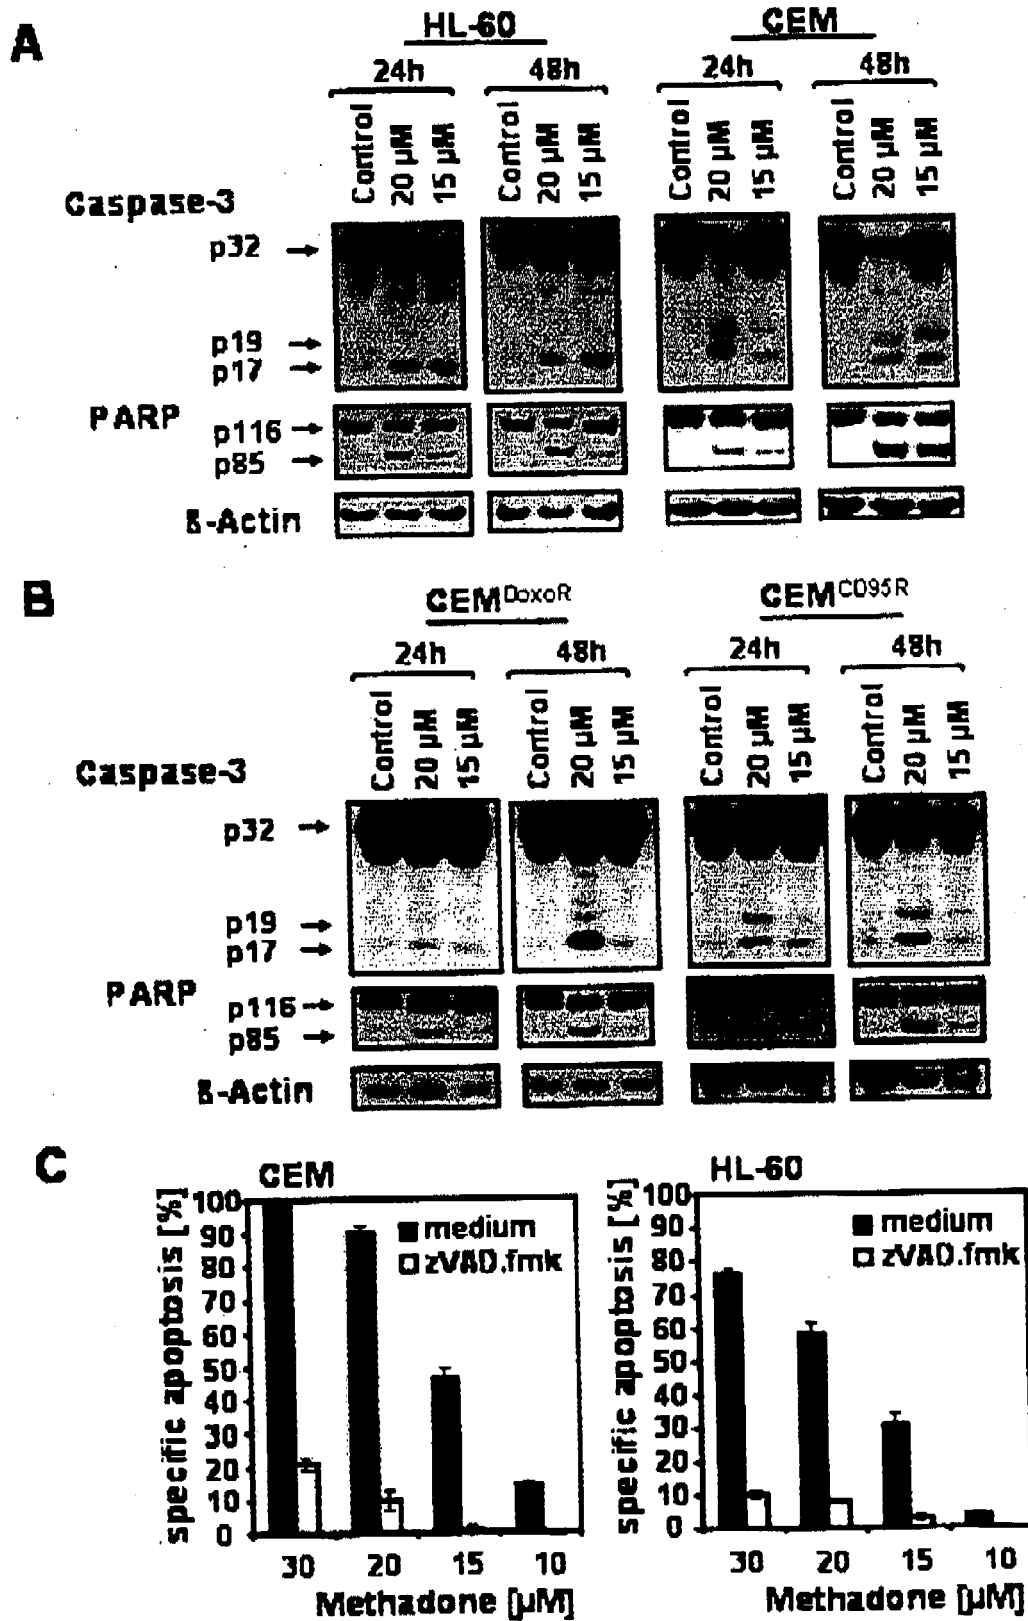 A
HL-60 CEM
24h 48h 24h 48h
Control 20 µM 15 µM Control 20 µM 15 µM Control 20 µM 15 µM Control 20 µM 15 µM
Caspase-3
p32
p19
p17
PARP
p116
p85
ß-Actin
B
CEM^DoxoR CEM^CD95R
24h 48h 24h 48h
Control 20 µM 15 µM Control 20 µM 15 µM Control 20 µM 15 µM Control 20 µM 15 µM
Caspase-3
p32
p19
p17
PARP
p116
p85
ß-Actin
C
CEM
specific apoptosis [%]
100
90
80
70
60
50
40
30
20
10
0
medium
zVAD.fmk
30 20 15 10
Methadone [µM]
HL-60
specific apoptosis [%]
100
90
80
70
60
50
40
30
20
10
0
medium
zVAD.fmk
30 20 15 10
Methadone [µM]